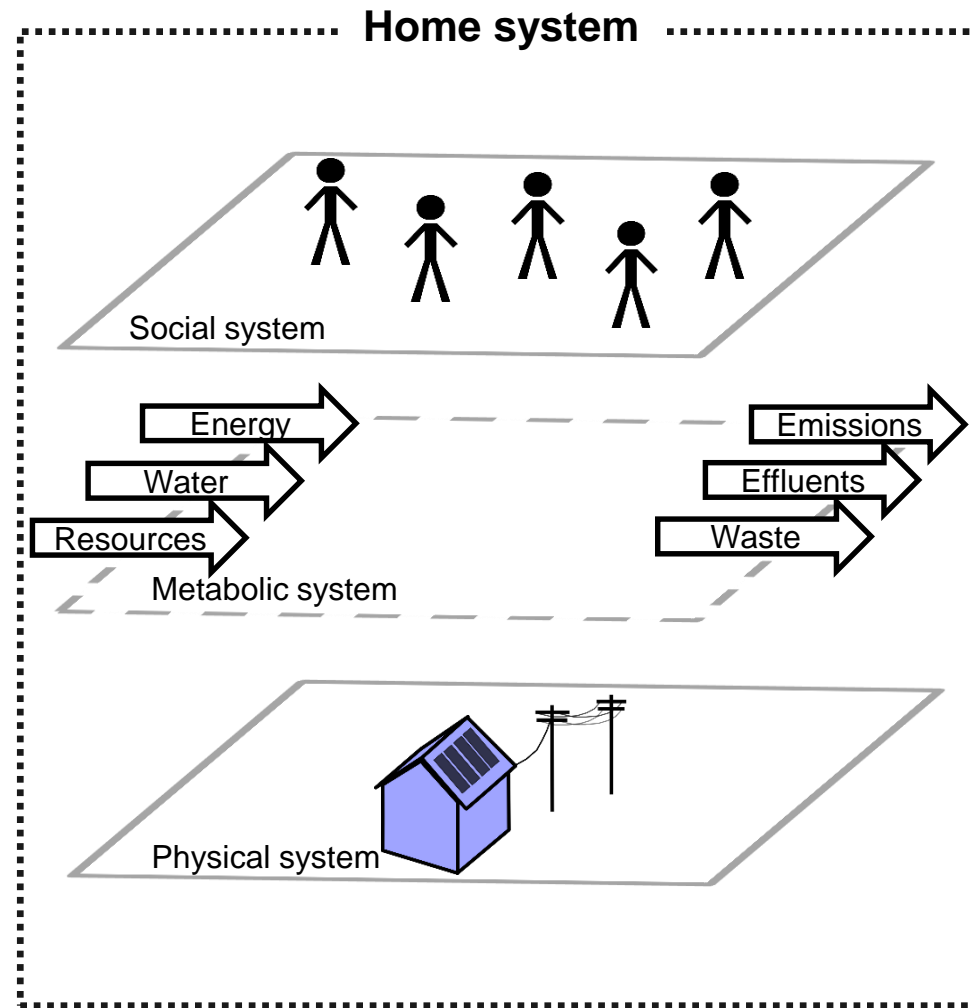 Home system
Social system
Energy
Emissions
Water
Effluents
Resources
Waste
Metabolic system
Physical system